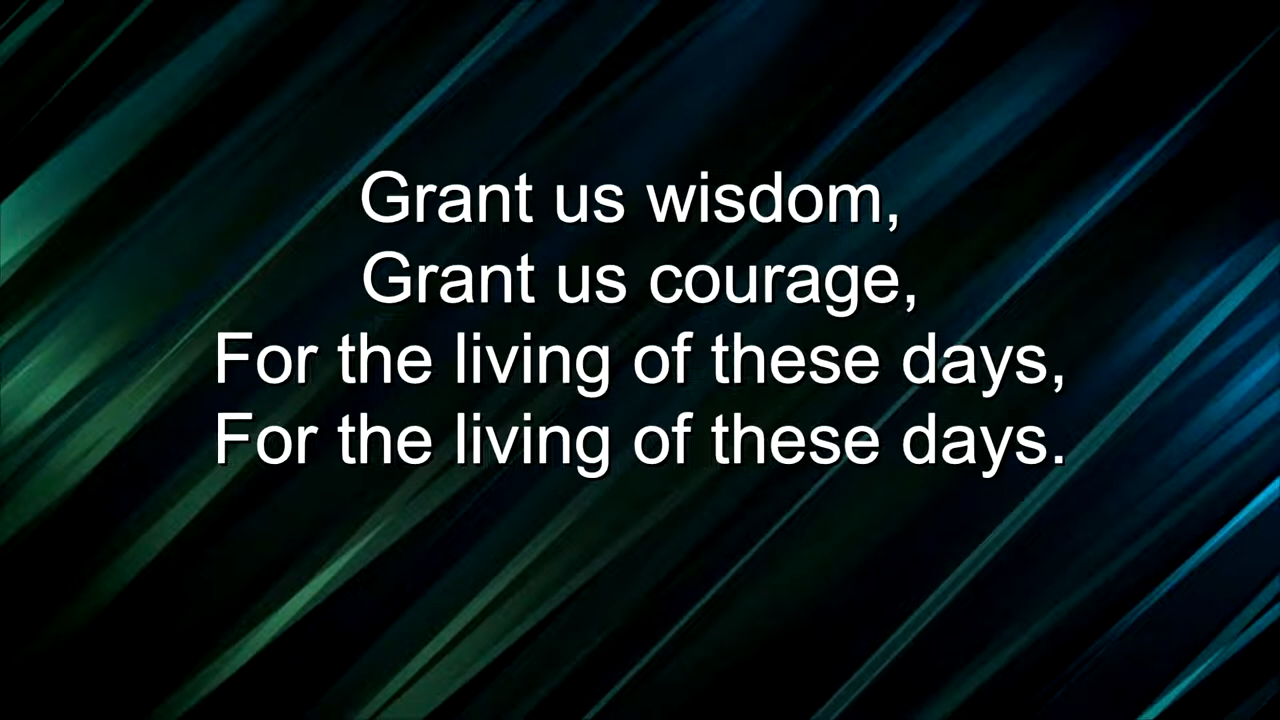 Grant us wisdom,
Grant us courage,
For the living of these days,
For the living of these days.